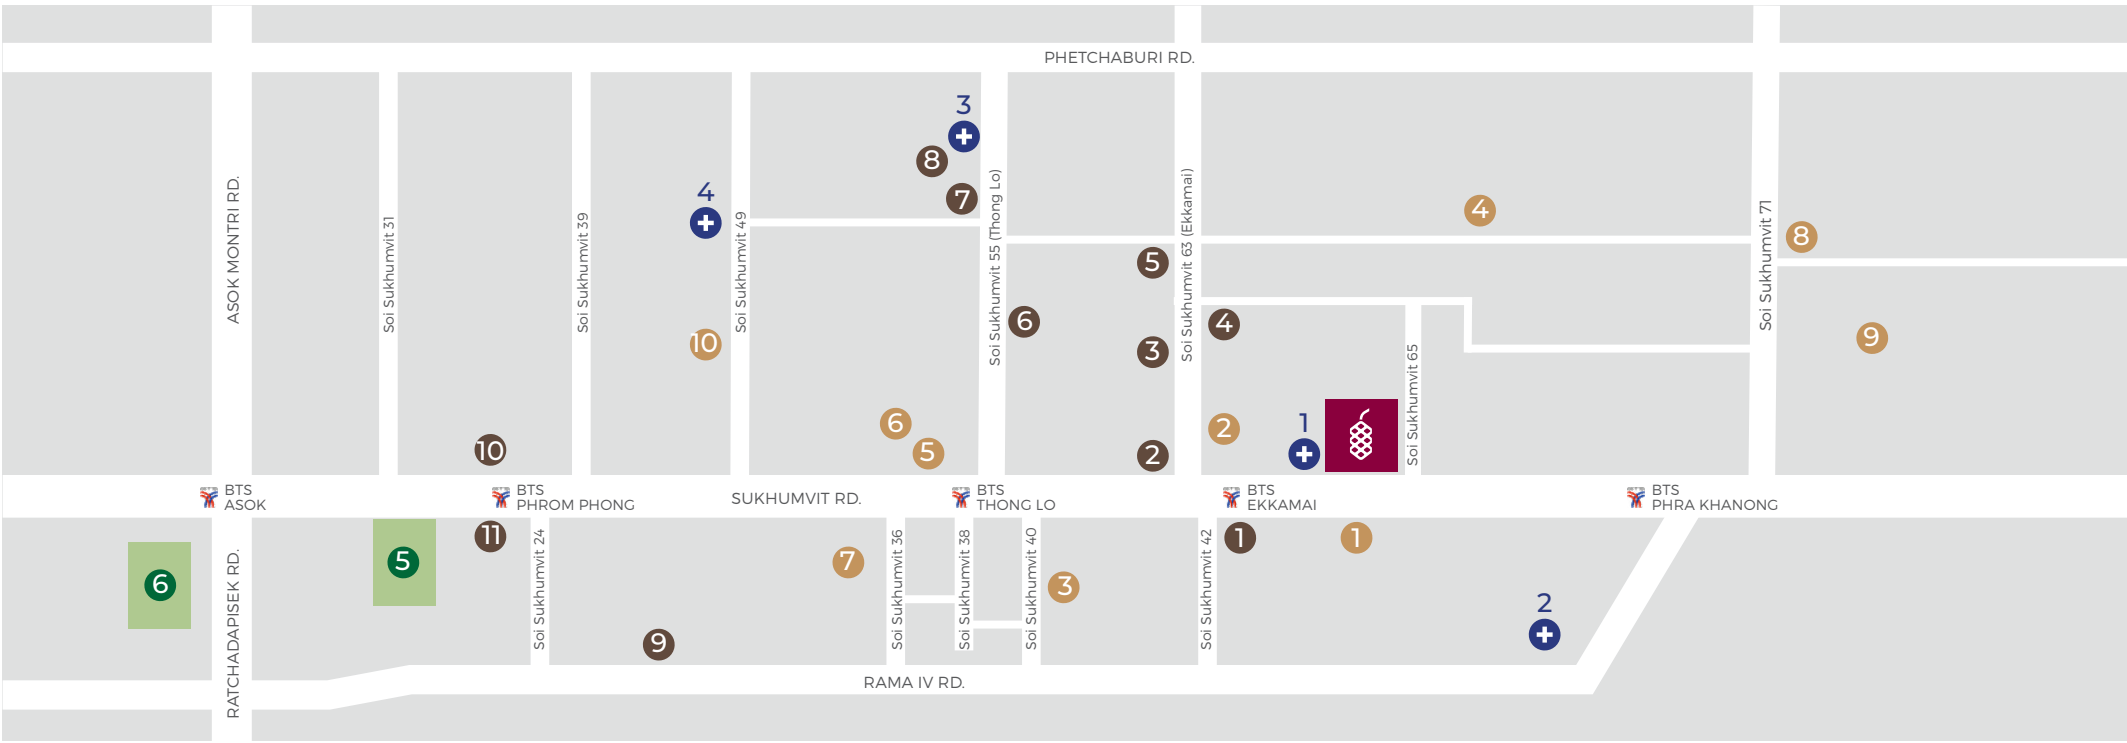 PHETCHABURI RD.
3
8
7
4
4
8
5
6
4
3
10
9
6
5
2
2
1
10
ASOK MONTRI RD.
Soi Sukhumvit 31
Soi Sukhumvit 39
Soi Sukhumvit 49
Soi Sukhumvit 55 (Thong Lo)
Soi Sukhumvit 63 (Ekkamai)
Soi Sukhumvit 65
Soi Sukhumvit 71
BTS
ASOK
BTS
PHROM PHONG
SUKHUMVIT RD.
BTS
THONG LO
BTS
EKKAMAI
BTS
PHRA KHANONG
6
5
11
7
3
1
1
2
9
RATCHADAPISEK RD.
Soi Sukhumvit 24
Soi Sukhumvit 36
Soi Sukhumvit 38
Soi Sukhumvit 40
Soi Sukhumvit 42
RAMA IV RD.